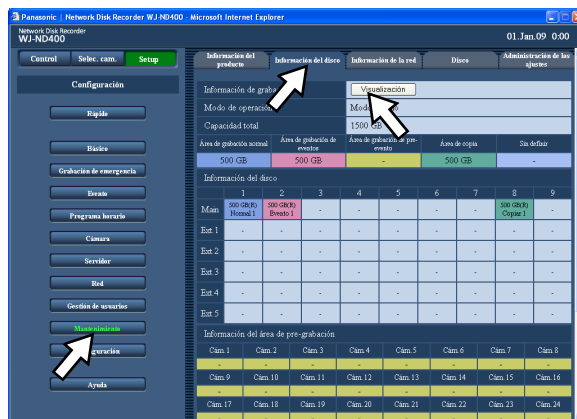 Panasonic | Network Disk Recorder WJ-ND400 - Microsoft Internet Explorer
Network Disk Recorder
WJ-ND400
01.Jan.09 0:00
Control Selec. cam. Setup
Información del producto Información del disco Información de la red Disco Administración de los ajustes
Configuración
Información de Visualización
Rápido
Modo de
Capacidad total 1500 GB
Básico
Área de grabación normal Área de grabación de eventos Área de grabación de pre-evento Área de copia Sin definir
500 GB 500 GB - 500 GB -
Grabación de emergencia
Información del disco
Evento
1 2 3 4 5 6 7 8 9
Programa horario
Main 500 GB(R) Normal 1 500 GB(R) Evento 1 - - - - - 500 GB(R) Copiar 1 -
Cámara
Ext 1 - - - - - - - - -
Servidor
Ext 2 - - - - - - - - -
Red
Ext 3 - - - - - - - - -
Gestión de usuarios
Ext 4 - - - - - - - - -
Mantenimiento
Ext 5 - - - - - - - - -
Información del área de pre-grabación
Cám.1 Cám.2 Cám.3 Cám.4 Cám.5 Cám.6 Cám.7 Cám.8
- - - - - - - -
Ayuda
Cám.9 Cám.10 Cám.11 Cám.12 Cám.13 Cám.14 Cám.15 Cám.16
- - - - - - - -
Cám.17 Cám.18 Cám.19 Cám.20 Cám.21 Cám.22 Cám.23 Cám.24